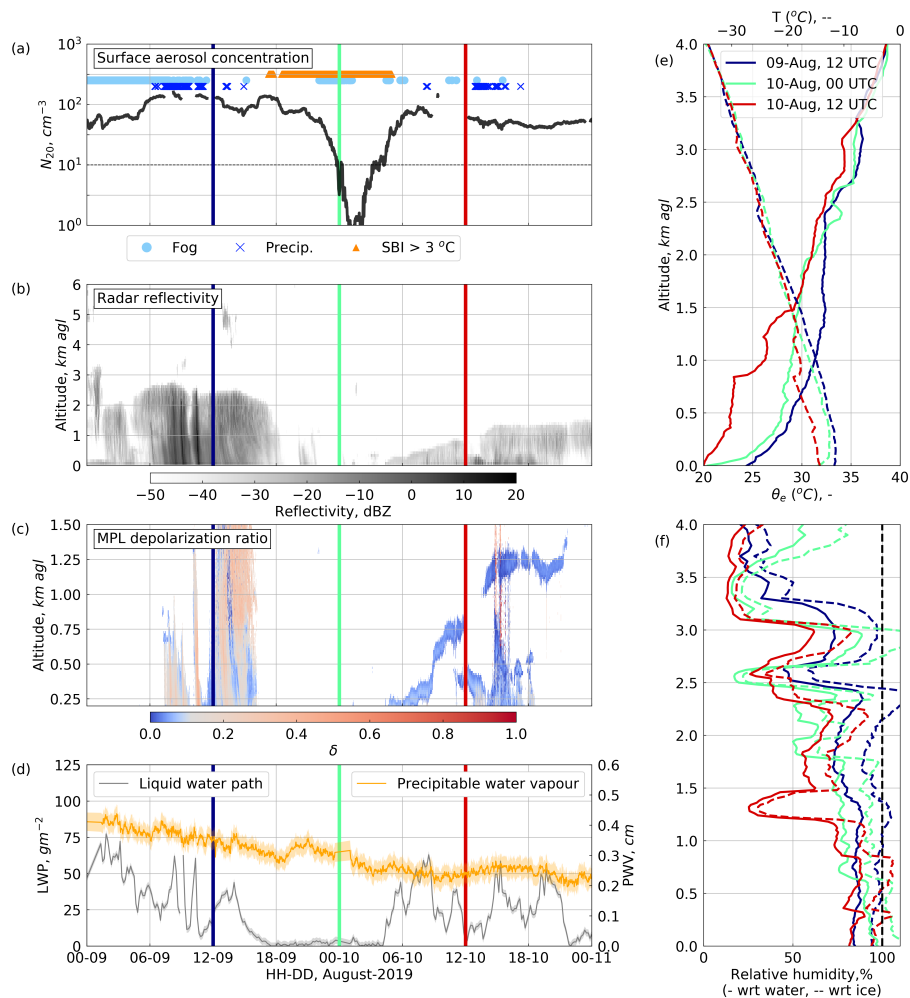 (a)
Surface aerosol concentration
10³
10²
10¹
10⁰
N₂₀, cm⁻³
Fog
Precip.
SBI > 3 °C
(b)
Radar reflectivity
6
5
4
3
2
1
0
Altitude, km agl
−50 −40 −30 −20 −10 0 10 20
Reflectivity, dBZ
(c)
MPL depolarization ratio
1.50
1.25
1.00
0.75
0.50
0.25
Altitude, km agl
0.0 0.2 0.4 0.6 0.8 1.0
δ
(d)
Liquid water path
Precipitable water vapour
125
100
75
50
25
0
LWP, gm⁻²
0.6
0.5
0.4
0.3
0.2
0.1
0.0
PWV, cm
00-09 06-09 12-09 18-09 00-10 06-10 12-10 18-10 00-11
HH-DD, August-2019
T (°C), --
−30 −20 −10 0
(e)
09-Aug, 12 UTC
10-Aug, 00 UTC
10-Aug, 12 UTC
4.0
3.5
3.0
2.5
2.0
1.5
1.0
0.5
0.0
Altitude, km agl
20 25 30 35 40
θₑ (°C), -
(f)
4.0
3.5
3.0
2.5
2.0
1.5
1.0
0.5
0.0
0 20 40 60 80 100
Relative humidity,%
(- wrt water, -- wrt ice)